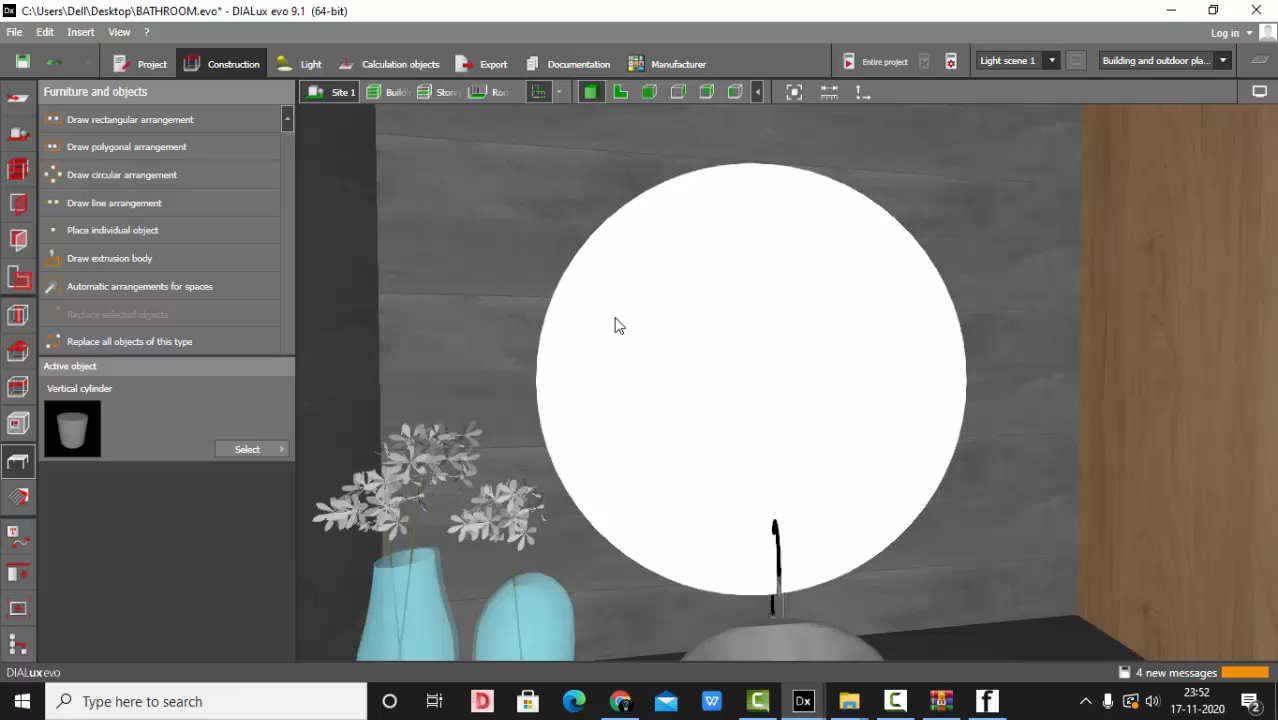 C:\Users\Dell\Desktop\BATHROOM.evo* - DIALux evo 9.1 (64-bit)
File Edit Insert View ?
Log in
Project Construction Light Calculation objects Export Documentation Manufacturer
Entire project
Light scene 1
Building and outdoor pla...
Furniture and objects
Site 1 Build Store Roo
Draw rectangular arrangement
Draw polygonal arrangement
Draw circular arrangement
Draw line arrangement
Place individual object
Draw extrusion body
Automatic arrangements for spaces
Replace selected objects
Replace all objects of this type
Active object
Vertical cylinder
Select
DIALux evo
4 new messages
Type here to search
23:52
17-11-2020